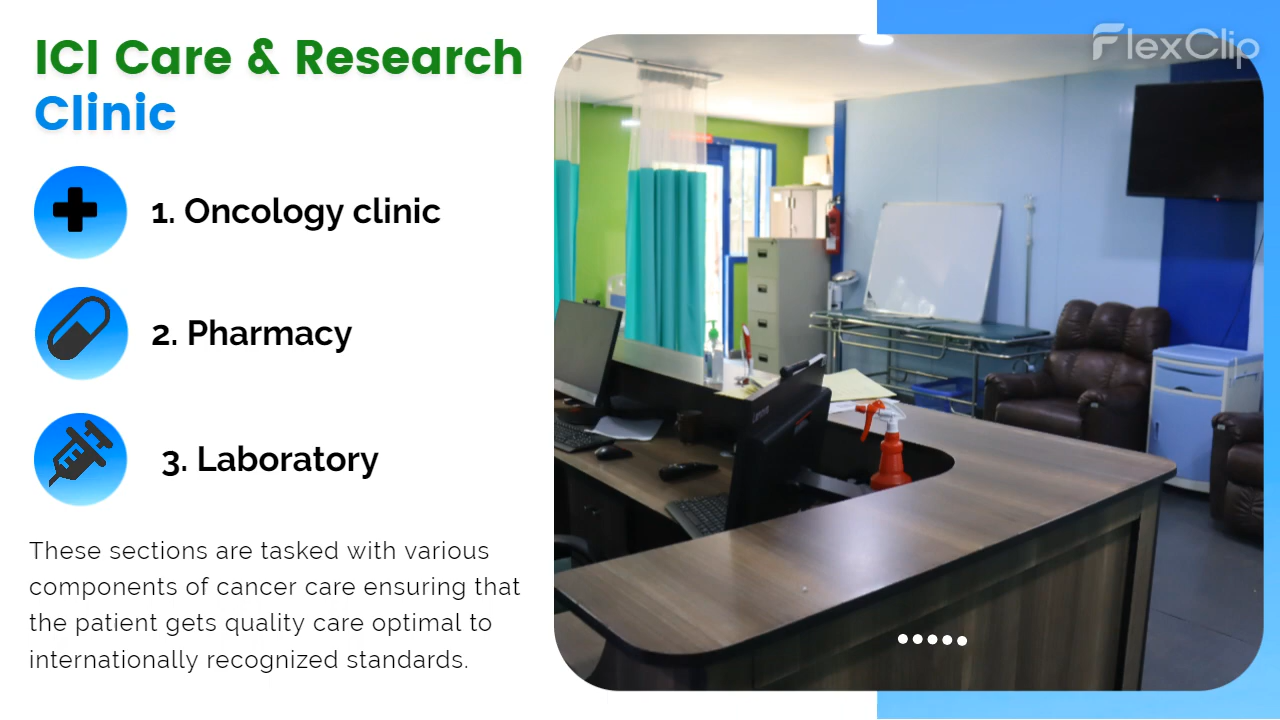 ICI Care & Research
Clinic
1. Oncology clinic
2. Pharmacy
3. Laboratory
These sections are tasked with various
components of cancer care ensuring that
the patient gets quality care optimal to
internationally recognized standards.
FlexClip